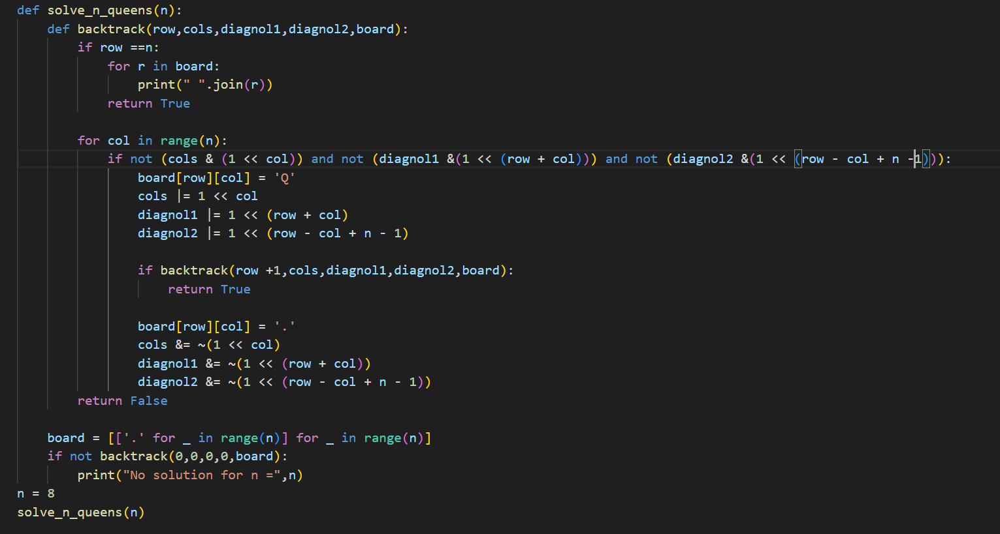 def solve_n_queens(n):
    def backtrack(row,cols,diagnol1,diagnol2,board):
        if row ==n:
            for r in board:
                print(" ".join(r))
            return True

        for col in range(n):
            if not (cols & (1 << col)) and not (diagnol1 &(1 << (row + col))) and not (diagnol2 &(1 << (row - col + n -1))):
                board[row][col] = 'Q'
                cols |= 1 << col
                diagnol1 |= 1 << (row + col)
                diagnol2 |= 1 << (row - col + n - 1)

                if backtrack(row +1,cols,diagnol1,diagnol2,board):
                    return True

                board[row][col] = '.'
                cols &= ~(1 << col)
                diagnol1 &= ~(1 << (row + col))
                diagnol2 &= ~(1 << (row - col + n - 1))
        return False

    board = [['.' for _ in range(n)] for _ in range(n)]
    if not backtrack(0,0,0,0,board):
        print("No solution for n =",n)
n = 8
solve_n_queens(n)